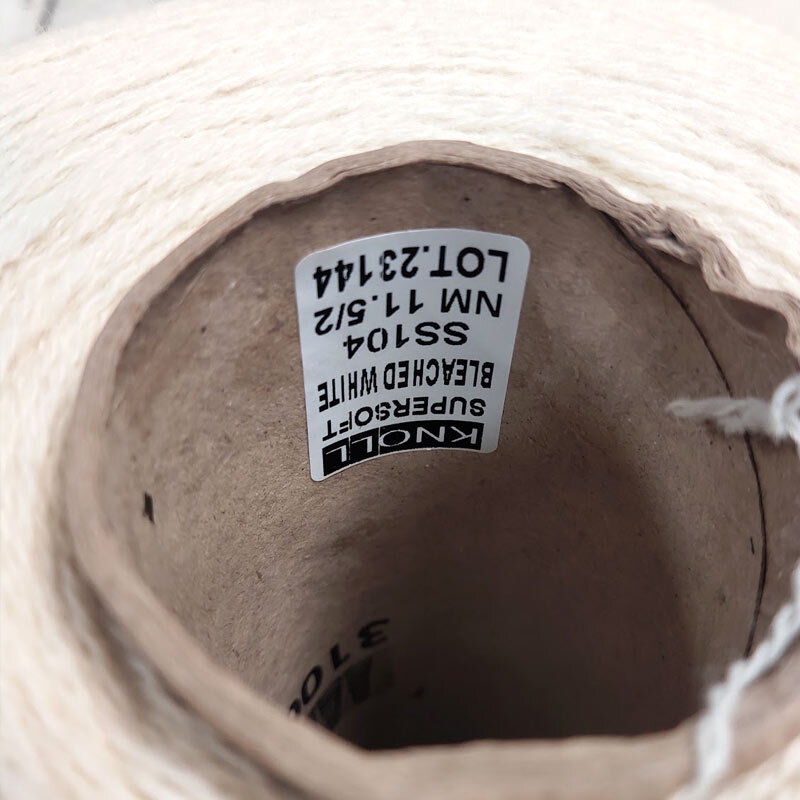 KNOLL
SUPERSOFT
BLEACHED WHITE
SS104
NM 11.5/2
LOT.23144